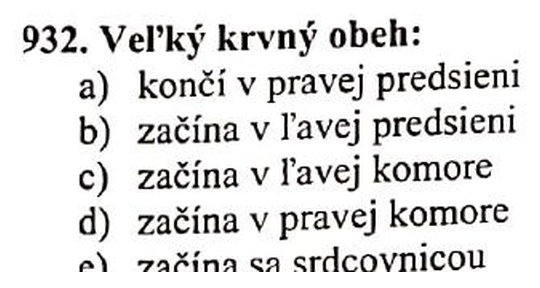 932. Veľký krvný obeh:
a) končí v pravej predsieni
b) začína v ľavej predsieni
c) začína v ľavej komore
d) začína v pravej komore
e) začína sa srdcovnicou